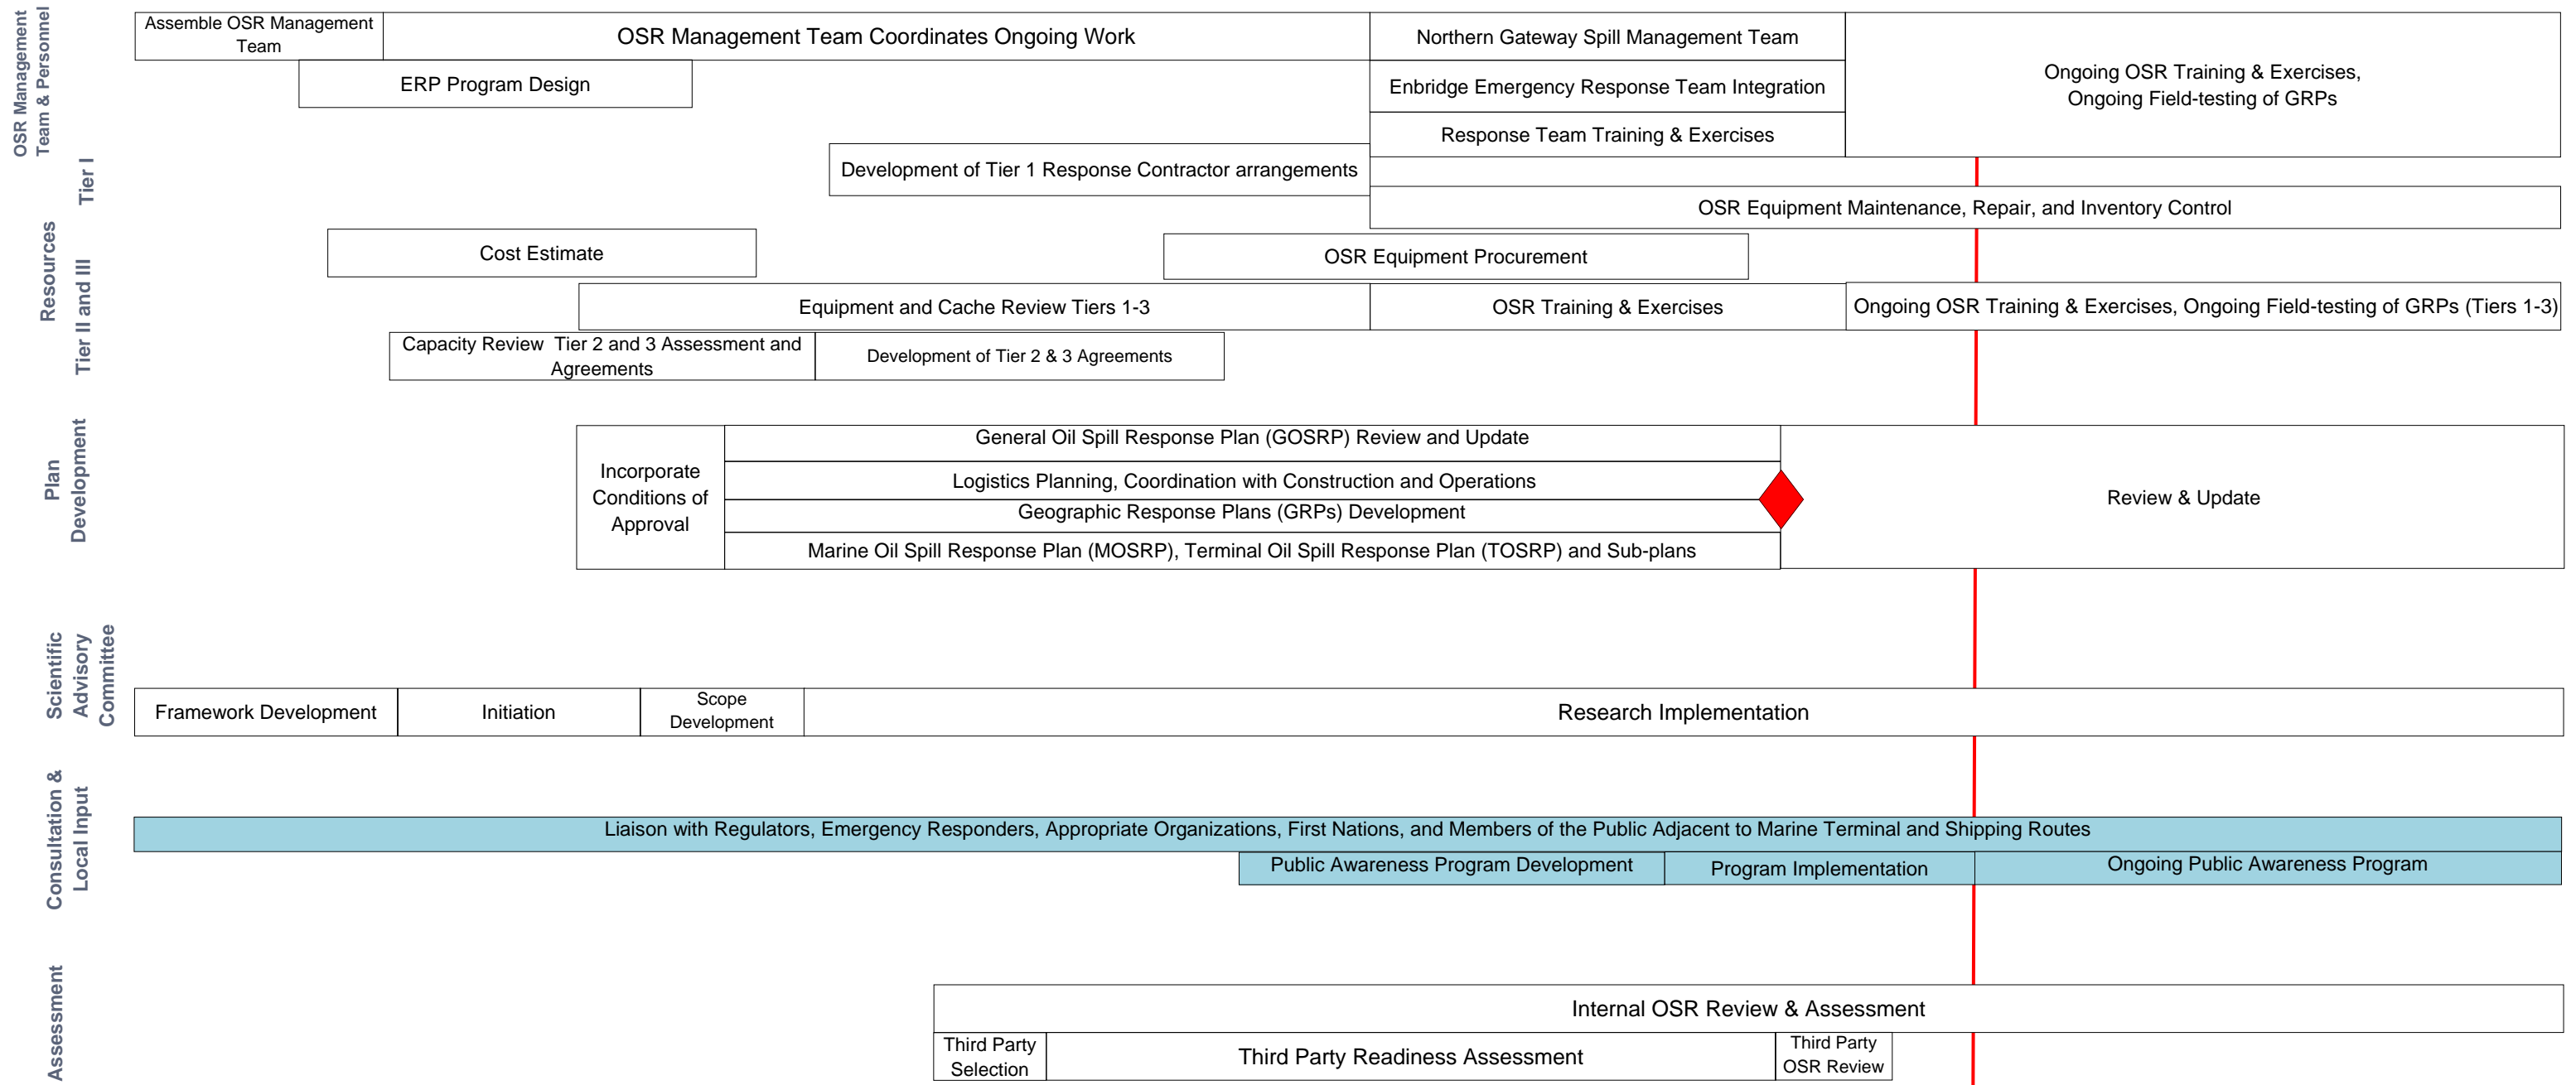 OSR Management
Team & Personnel
Assemble OSR Management
Team
OSR Management Team Coordinates Ongoing Work
Northern Gateway Spill Management Team
Ongoing OSR Training & Exercises,
Ongoing Field-testing of GRPs
ERP Program Design
Enbridge Emergency Response Team Integration
Response Team Training & Exercises
Resources
Tier I
Development of Tier 1 Response Contractor arrangements
OSR Equipment Maintenance, Repair, and Inventory Control
Tier II and III
Cost Estimate
OSR Equipment Procurement
Equipment and Cache Review Tiers 1-3
OSR Training & Exercises
Ongoing OSR Training & Exercises, Ongoing Field-testing of GRPs (Tiers 1-3)
Capacity Review  Tier 2 and 3 Assessment and
Agreements
Development of Tier 2 & 3 Agreements
Plan
Development
Incorporate
Conditions of
Approval
General Oil Spill Response Plan (GOSRP) Review and Update
Logistics Planning, Coordination with Construction and Operations
Geographic Response Plans (GRPs) Development
Marine Oil Spill Response Plan (MOSRP), Terminal Oil Spill Response Plan (TOSRP) and Sub-plans
Review & Update
Scientific
Advisory
Committee
Framework Development
Initiation
Scope
Development
Research Implementation
Consultation &
Local Input
Liaison with Regulators, Emergency Responders, Appropriate Organizations, First Nations, and Members of the Public Adjacent to Marine Terminal and Shipping Routes
Public Awareness Program Development
Program Implementation
Ongoing Public Awareness Program
Assessment
Internal OSR Review & Assessment
Third Party
Selection
Third Party Readiness Assessment
Third Party
OSR Review